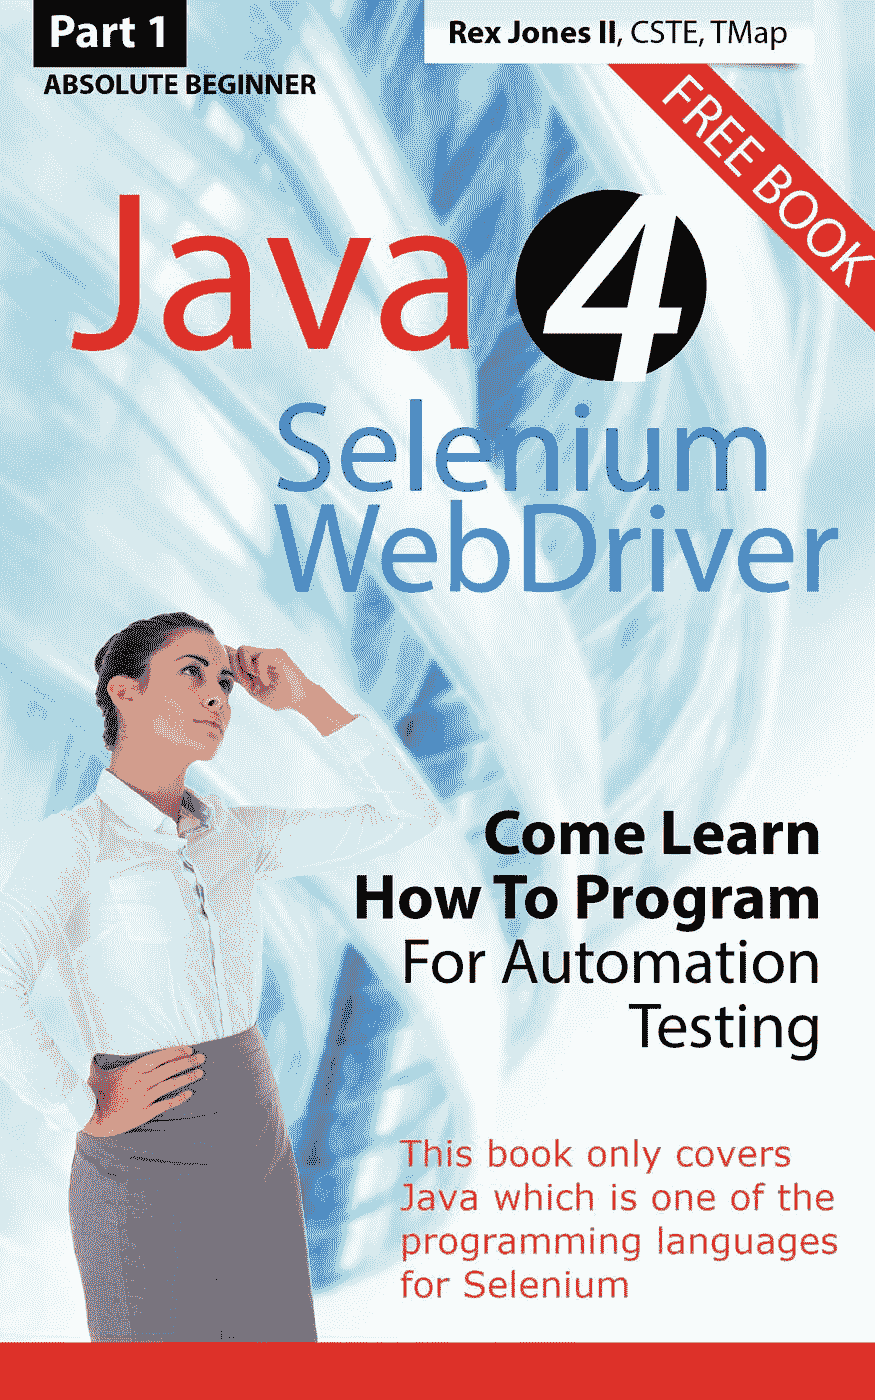 Part 1
ABSOLUTE BEGINNER
Rex Jones II, CSTE, TMap
FREE BOOK
Java 4
Selenium
WebDriver
Come Learn
How To Program
For Automation
Testing
This book only covers
Java which is one of the
programming languages
for Selenium